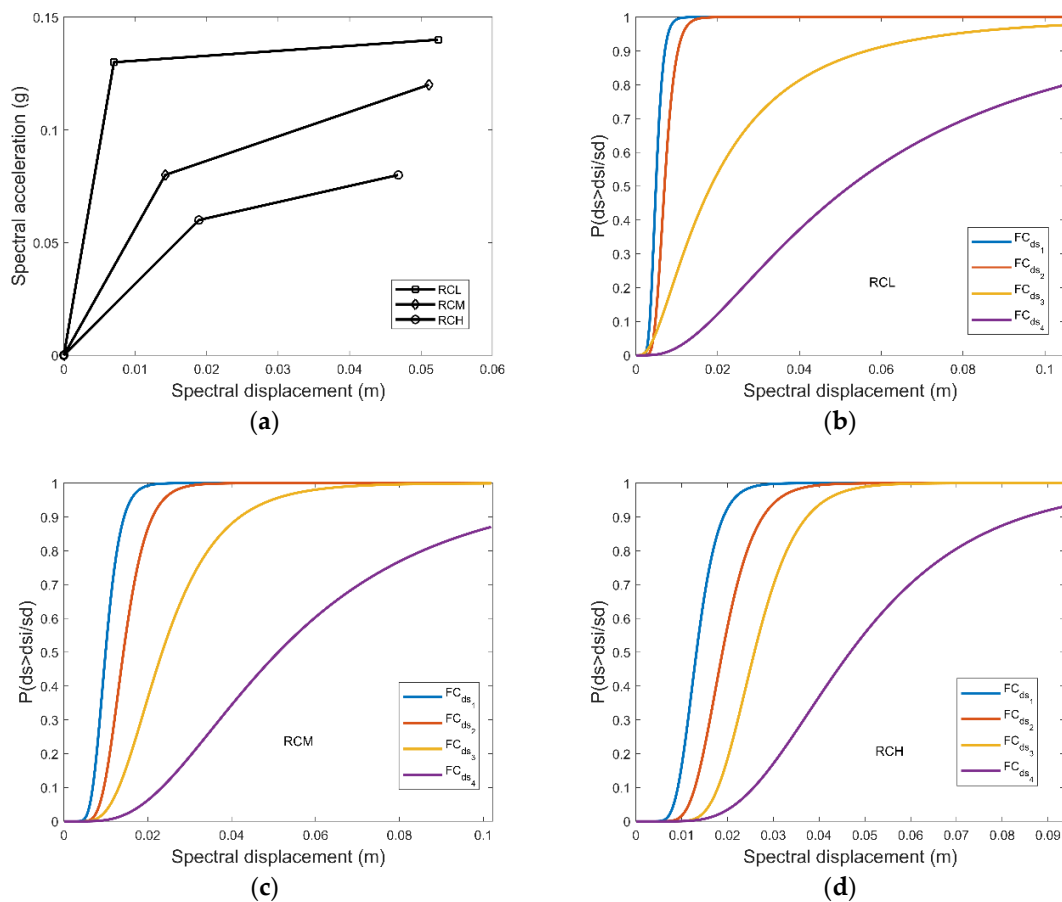 0.15
0.1
0.05
0
Spectral acceleration (g)
RCL
RCM
RCH
0 0.01 0.02 0.03 0.04 0.05 0.06
Spectral displacement (m)
(a)
1
0.9
0.8
0.7
0.6
0.5
0.4
0.3
0.2
0.1
0
P(ds>dsi/sd)
FCds1
FCds2
FCds3
FCds4
RCL
0 0.02 0.04 0.06 0.08 0.1
Spectral displacement (m)
(b)
1
0.9
0.8
0.7
0.6
0.5
0.4
0.3
0.2
0.1
0
P(ds>dsi/sd)
FCds1
FCds2
FCds3
FCds4
RCM
0 0.02 0.04 0.06 0.08 0.1
Spectral displacement (m)
(c)
1
0.9
0.8
0.7
0.6
0.5
0.4
0.3
0.2
0.1
0
P(ds>dsi/sd)
FCds1
FCds2
FCds3
FCds4
RCH
0 0.01 0.02 0.03 0.04 0.05 0.06 0.07 0.08 0.09
Spectral displacement (m)
(d)